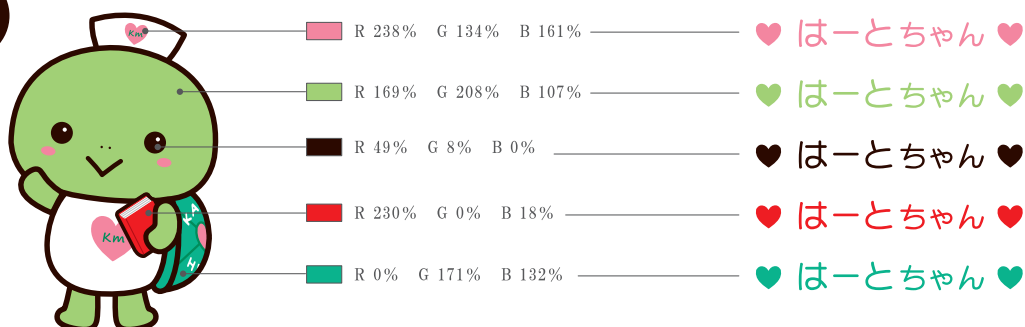 Km
R 238% G 134% B 161% ♥ はーとちゃん ♥
R 169% G 208% B 107% ♥ はーとちゃん ♥
R 49% G 8% B 0% ♥ はーとちゃん ♥
R 230% G 0% B 18% ♥ はーとちゃん ♥
KA
Km
H
R 0% G 171% B 132% ♥ はーとちゃん ♥